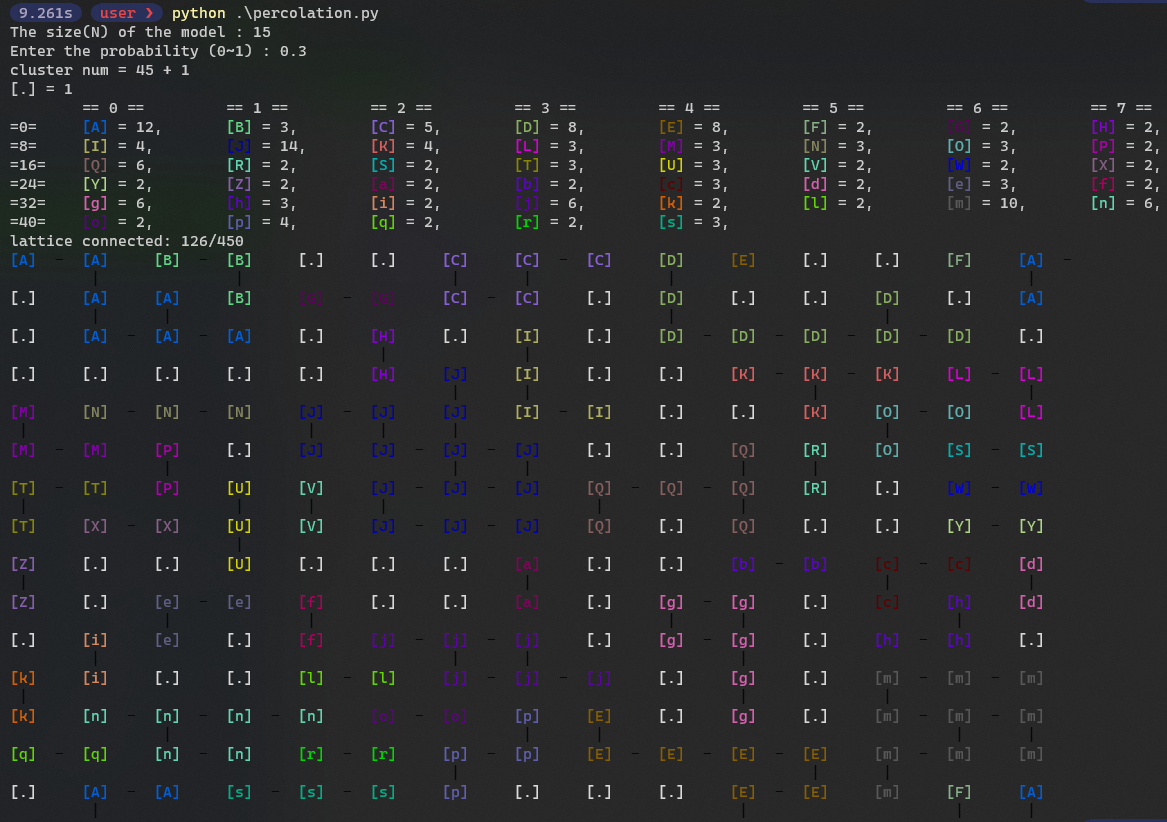 9.261s user ❯ python .\percolation.py
The size(N) of the model : 15
Enter the probability (0~1) : 0.3
cluster num = 45 + 1
[.] = 1
== 0 == == 1 == == 2 == == 3 == == 4 == == 5 == == 6 == == 7 ==
=0= [A] = 12, [B] = 3, [C] = 5, [D] = 8, [E] = 8, [F] = 2, [G] = 2, [H] = 2,
=8= [I] = 4, [J] = 14, [K] = 4, [L] = 3, [M] = 3, [N] = 3, [O] = 3, [P] = 2,
=16= [Q] = 6, [R] = 2, [S] = 2, [T] = 3, [U] = 3, [V] = 2, [W] = 2, [X] = 2,
=24= [Y] = 2, [Z] = 2, [a] = 2, [b] = 2, [c] = 3, [d] = 2, [e] = 3, [f] = 2,
=32= [g] = 6, [h] = 3, [i] = 2, [j] = 6, [k] = 2, [l] = 2, [m] = 10, [n] = 6,
=40= [o] = 2, [p] = 4, [q] = 2, [r] = 2, [s] = 3,
lattice connected: 126/450
[A] - [A] [B] - [B] [.] [.] [C] [C] - [C] [D] [E] [.] [.] [F] [A] -
| | | | | |
[.] [A] [A] [B] [G] - [G] [C] - [C] [.] [D] [.] [.] [D] [.] [A]
| | | |
[.] [A] - [A] - [A] [.] [H] [.] [I] [.] [D] - [D] - [D] - [D] - [D] [.]
| |
[.] [.] [.] [.] [.] [H] [J] [I] [.] [.] [K] - [K] - [K] [L] - [L]
| | | |
[M] [N] - [N] - [N] [J] - [J] [J] [I] - [I] [.] [.] [K] [O] - [O] [L]
| | | | |
[M] - [M] [P] [.] [J] [J] - [J] - [J] [.] [.] [Q] [R] [O] [S] - [S]
| | | | |
[T] - [T] [P] [U] [V] [J] - [J] - [J] [Q] - [Q] - [Q] [R] [.] [W] - [W]
| | | | |
[T] [X] - [X] [U] [V] [J] - [J] - [J] [Q] [.] [Q] [.] [.] [Y] - [Y]
|
[Z] [.] [.] [U] [.] [.] [.] [a] [.] [.] [b] - [b] [c] - [c] [d]
| | | |
[Z] [.] [e] - [e] [f] [.] [.] [a] [.] [g] - [g] [.] [c] [h] [d]
| | | | |
[.] [i] [e] [.] [f] [j] - [j] - [j] [.] [g] - [g] [.] [h] - [h] [.]
| | | |
[k] [i] [.] [.] [l] - [l] [j] - [j] - [j] [.] [g] [.] [m] - [m] - [m]
| |
[k] [n] - [n] - [n] - [n] [o] - [o] [p] [E] [.] [g] [.] [m] - [m] - [m]
| | | |
[q] - [q] [n] - [n] [r] - [r] [p] - [p] [E] - [E] - [E] - [E] [m] - [m] [m]
| | |
[.] [A] - [A] [s] - [s] - [s] [p] [.] [.] [.] [E] - [E] [m] [F] [A]
| | |